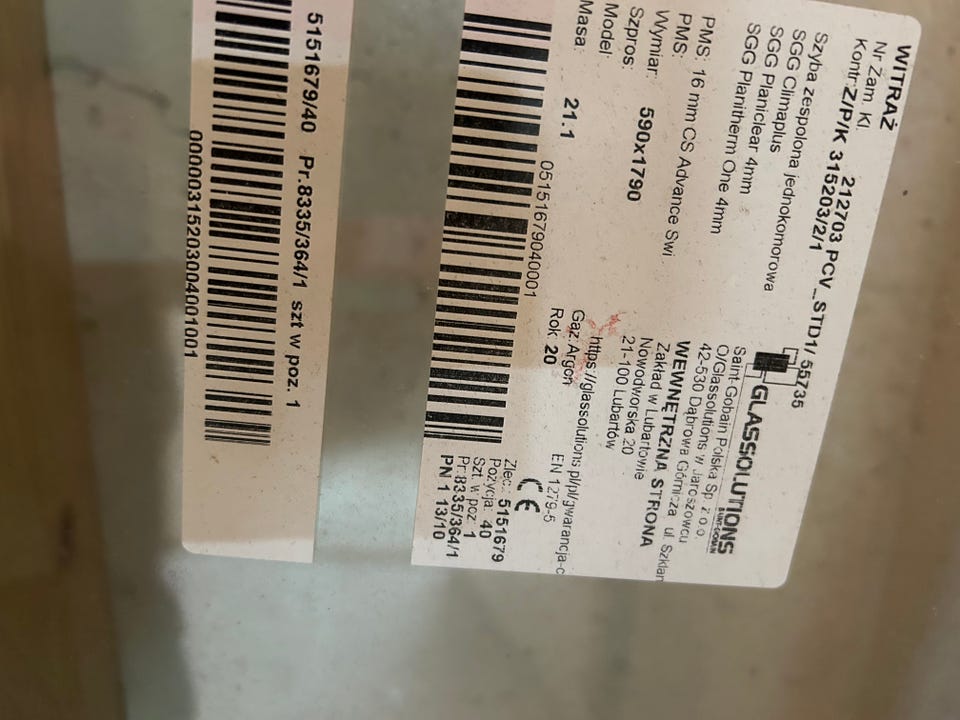 WITRAŻ
Nr Zam. Kl. 212703 PCV_STD1/ 55735
Kontr: Z/P/K 315203/2/1
Szyba zespolona jednokomorowa
SGG Climaplus
SGG Planiclear 4mm
SGG Planitherm One 4mm
PMS: 16 mm CS Advance Swi.
PMS:
Wymiar: 590x1790
Szpros:
Model:
Masa: 21.1
GLASSOLUTIONS
SAINT-GOBAIN
Saint-Gobain Polska Sp. z o.o.
O/Glassolutions w Jaroszowcu
42-530 Dąbrowa Górnicza ul. Szklan
WEWNĘTRZNA STRONA
Zakład w Lubartowie
Nowodworska 20
21-100 Lubartów
https://glassolutions.pl/pl/gwarancja-c
Gaz: Argon
Rok: 20
EN 1279-5
CE
05151679040001
Zlec.: 5151679
Pozycja: 40
Szt. w poz: 1
Pr:8335/364/1
PN 1 13/10
5151679/40 Pr.8335/364/1 szt w poz. 1
00000315203004001001